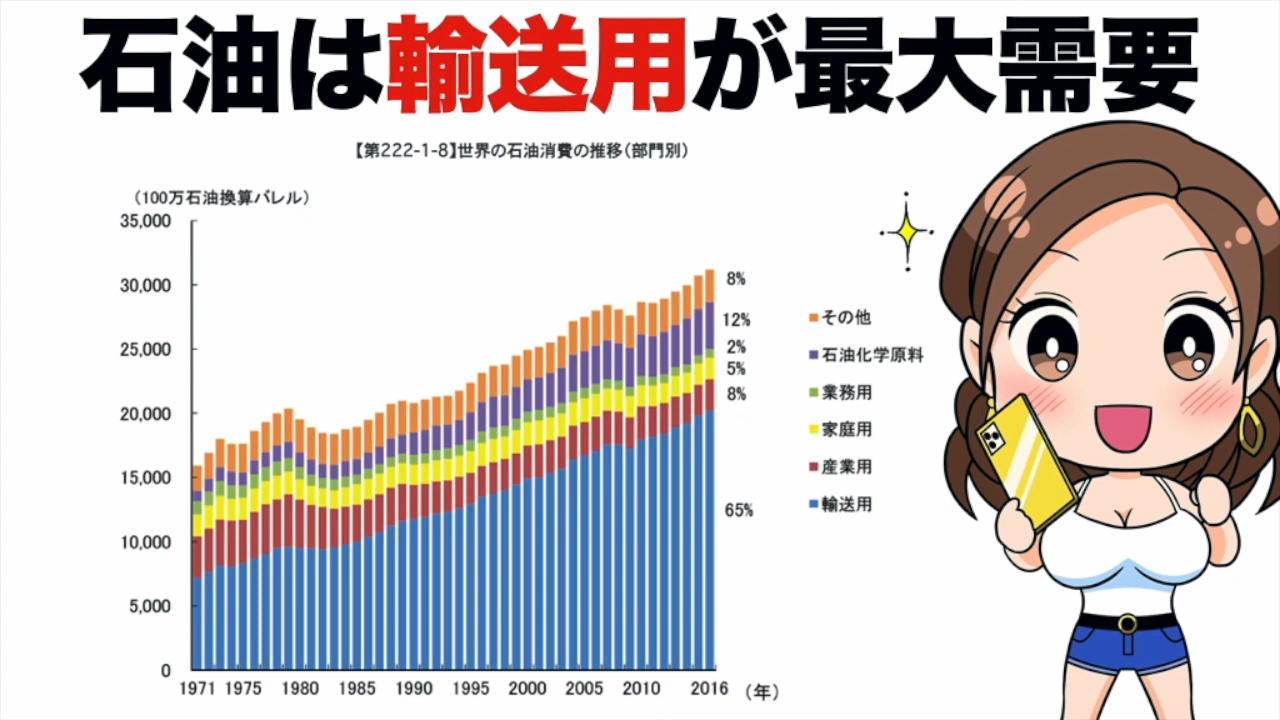 石油は輸送用が最大需要
【第222-1-8】世界の石油消費の推移(部門別)
(100万石油換算バレル)
35,000
30,000
25,000
20,000
15,000
10,000
5,000
0
8%
12%
2%
5%
8%
65%
その他
石油化学原料
業務用
家庭用
産業用
輸送用
1971 1975 1980 1985 1990 1995 2000 2005 2010 2016 (年)